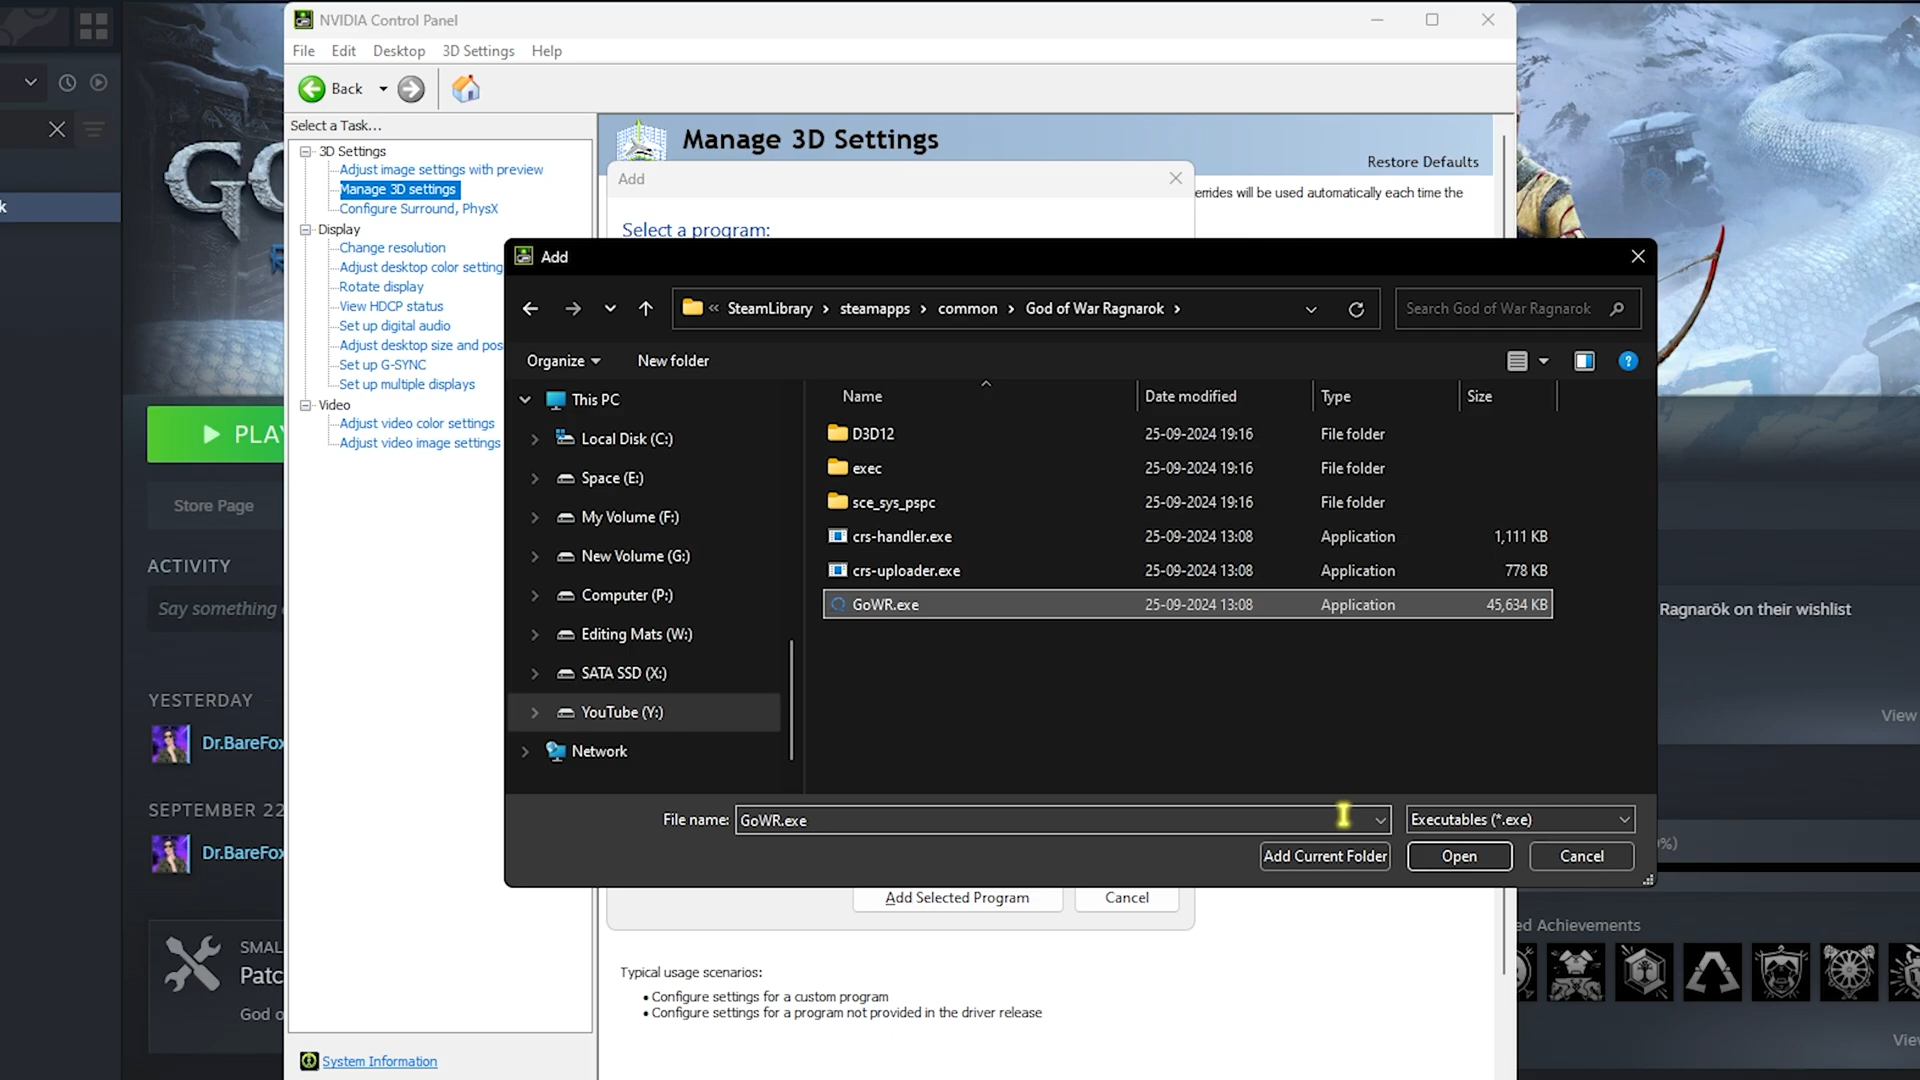 NVIDIA Control Panel
File Edit Desktop 3D Settings Help
Back
Select a Task...
3D Settings
Adjust image settings with preview
Manage 3D settings
Configure Surround, PhysX
Display
Change resolution
Adjust desktop color setting
Rotate display
View HDCP status
Set up digital audio
Adjust desktop size and pos
Set up G-SYNC
Set up multiple displays
Video
Adjust video color settings
Adjust video image settings
System Information
Manage 3D Settings
Restore Defaults
Add
errides will be used automatically each time the
Select a program:
Add
« SteamLibrary › steamapps › common › God of War Ragnarok ›
Search God of War Ragnarok
Organize New folder
This PC
Local Disk (C:)
Space (E:)
My Volume (F:)
New Volume (G:)
Computer (P:)
Editing Mats (W:)
SATA SSD (X:)
YouTube (Y:)
Network
Name Date modified Type Size
D3D12 25-09-2024 19:16 File folder
exec 25-09-2024 19:16 File folder
sce_sys_pspc 25-09-2024 19:16 File folder
crs-handler.exe 25-09-2024 13:08 Application 1,111 KB
crs-uploader.exe 25-09-2024 13:08 Application 778 KB
GoWR.exe 25-09-2024 13:08 Application 45,634 KB
File name: GoWR.exe Executables (*.exe)
Add Current Folder Open Cancel
Add Selected Program Cancel
Typical usage scenarios:
• Configure settings for a custom program
• Configure settings for a program not provided in the driver release
k
GO
PLAY
Store Page
ACTIVITY
Say something
YESTERDAY
Dr.BareFox
SEPTEMBER 22
Dr.BareFox
SMAL
Patc
God o
Ragnarök on their wishlist
View
%)
ed Achievements
Vie